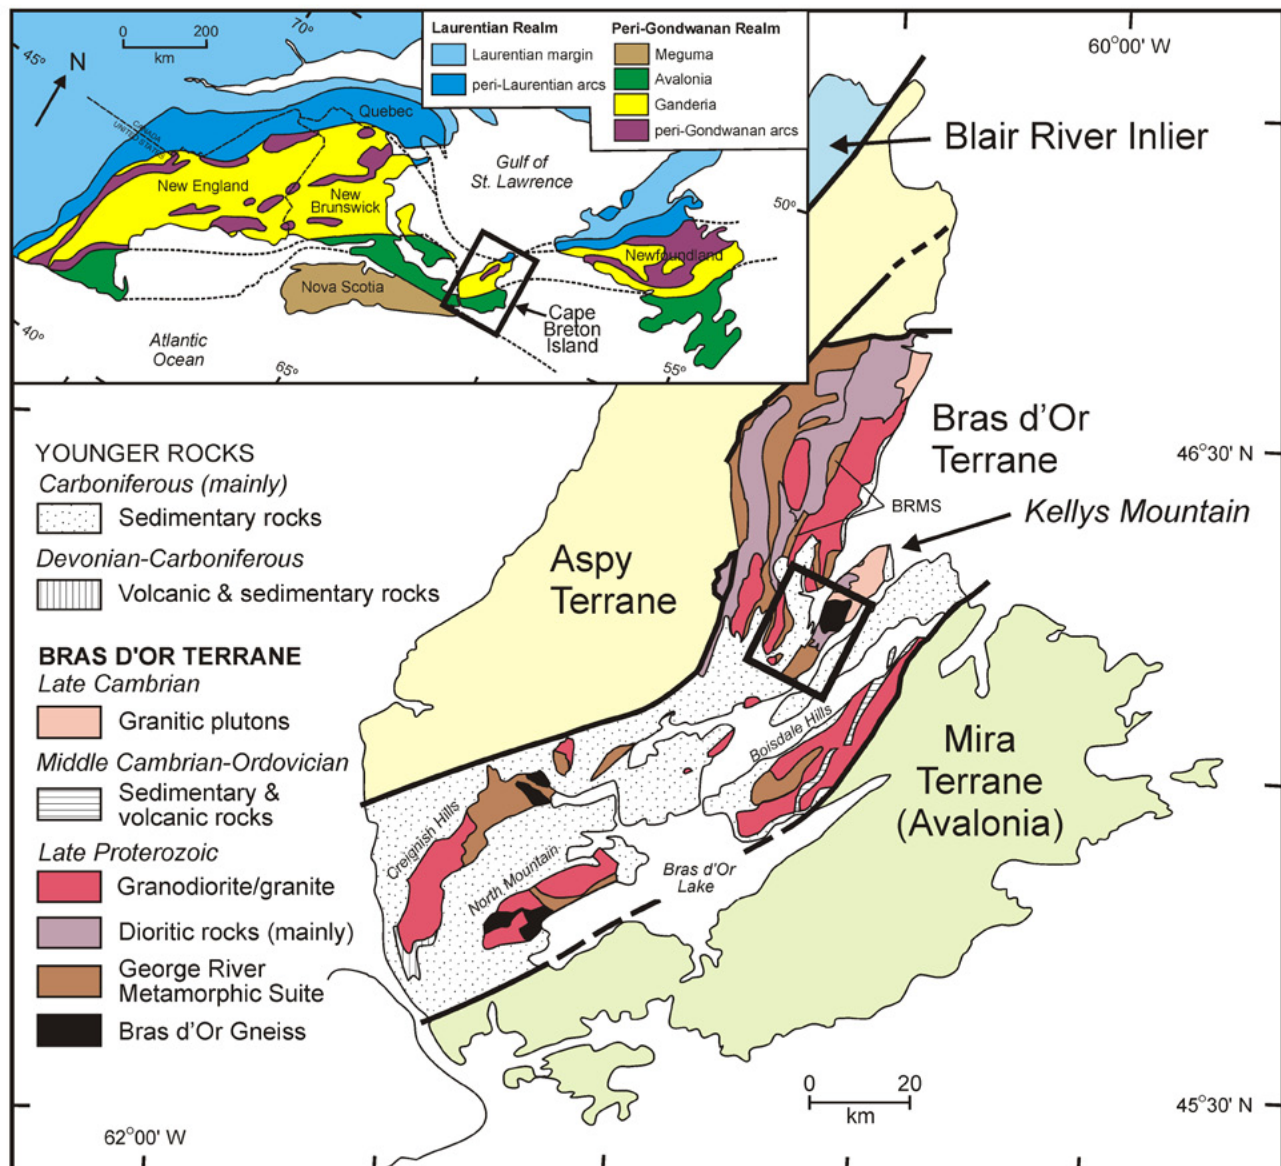 70°
45°
0 200
km
N
CANADA
UNITED STATES
Quebec
New England
New
Brunswick
Gulf of
St. Lawrence
Newfoundland
Nova Scotia
Cape
Breton
Island
Atlantic
Ocean
40°
65°
55°
50°
Laurentian Realm
Laurentian margin
peri-Laurentian arcs
Peri-Gondwanan Realm
Meguma
Avalonia
Ganderia
peri-Gondwanan arcs
60°00' W
Blair River Inlier
Bras d'Or
Terrane
46°30' N
BRMS
Kellys Mountain
Aspy
Terrane
Boisdale Hills
Mira
Terrane
(Avalonia)
Creignish Hills
North Mountain
Bras d'Or
Lake
YOUNGER ROCKS
Carboniferous (mainly)
Sedimentary rocks
Devonian-Carboniferous
Volcanic & sedimentary rocks
BRAS D'OR TERRANE
Late Cambrian
Granitic plutons
Middle Cambrian-Ordovician
Sedimentary &
volcanic rocks
Late Proterozoic
Granodiorite/granite
Dioritic rocks (mainly)
George River
Metamorphic Suite
Bras d'Or Gneiss
0 20
km
45°30' N
62°00' W